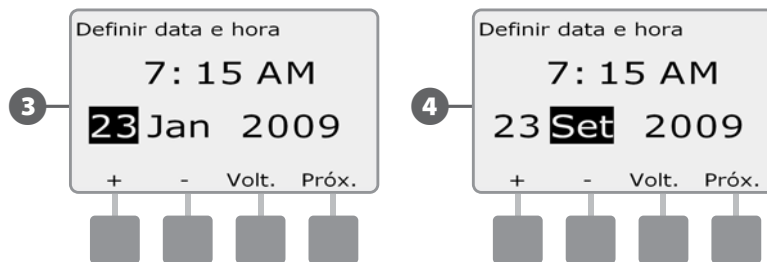 Definir data e hora
7: 15 AM
3
23 Jan 2009
+ - Volt. Próx.
Definir data e hora
7: 15 AM
4
23 Set 2009
+ - Volt. Próx.